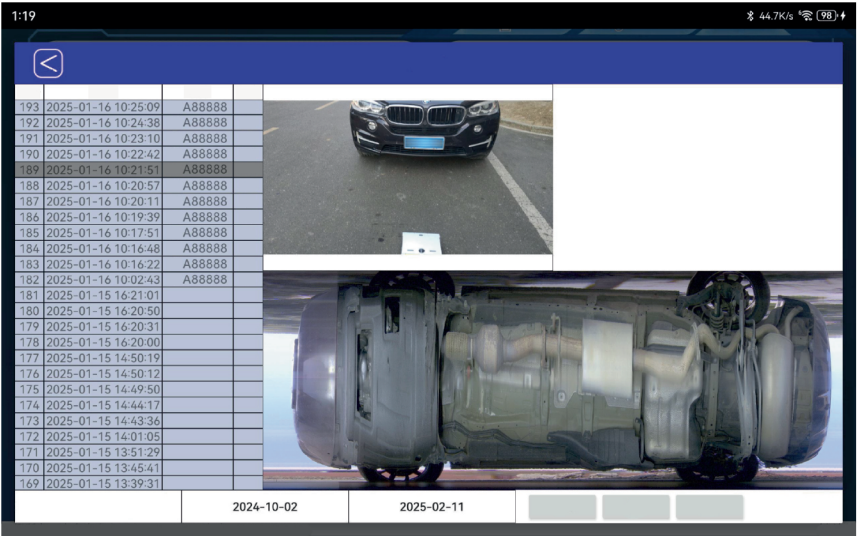 1:19 44.7K/s 98
<
193 2025-01-16 10:25:09 A88888
192 2025-01-16 10:24:38 A88888
191 2025-01-16 10:23:10 A88888
190 2025-01-16 10:22:42 A88888
189 2025-01-16 10:21:51 A88888
188 2025-01-16 10:20:57 A88888
187 2025-01-16 10:20:11 A88888
186 2025-01-16 10:19:39 A88888
185 2025-01-16 10:17:51 A88888
184 2025-01-16 10:16:48 A88888
183 2025-01-16 10:16:22 A88888
182 2025-01-16 10:02:43 A88888
181 2025-01-15 16:21:01
180 2025-01-15 16:20:50
179 2025-01-15 16:20:31
178 2025-01-15 16:20:00
177 2025-01-15 14:50:19
176 2025-01-15 14:50:12
175 2025-01-15 14:49:50
174 2025-01-15 14:44:17
173 2025-01-15 14:43:36
172 2025-01-15 14:01:05
171 2025-01-15 13:51:29
170 2025-01-15 13:45:41
169 2025-01-15 13:39:31
2024-10-02 2025-02-11